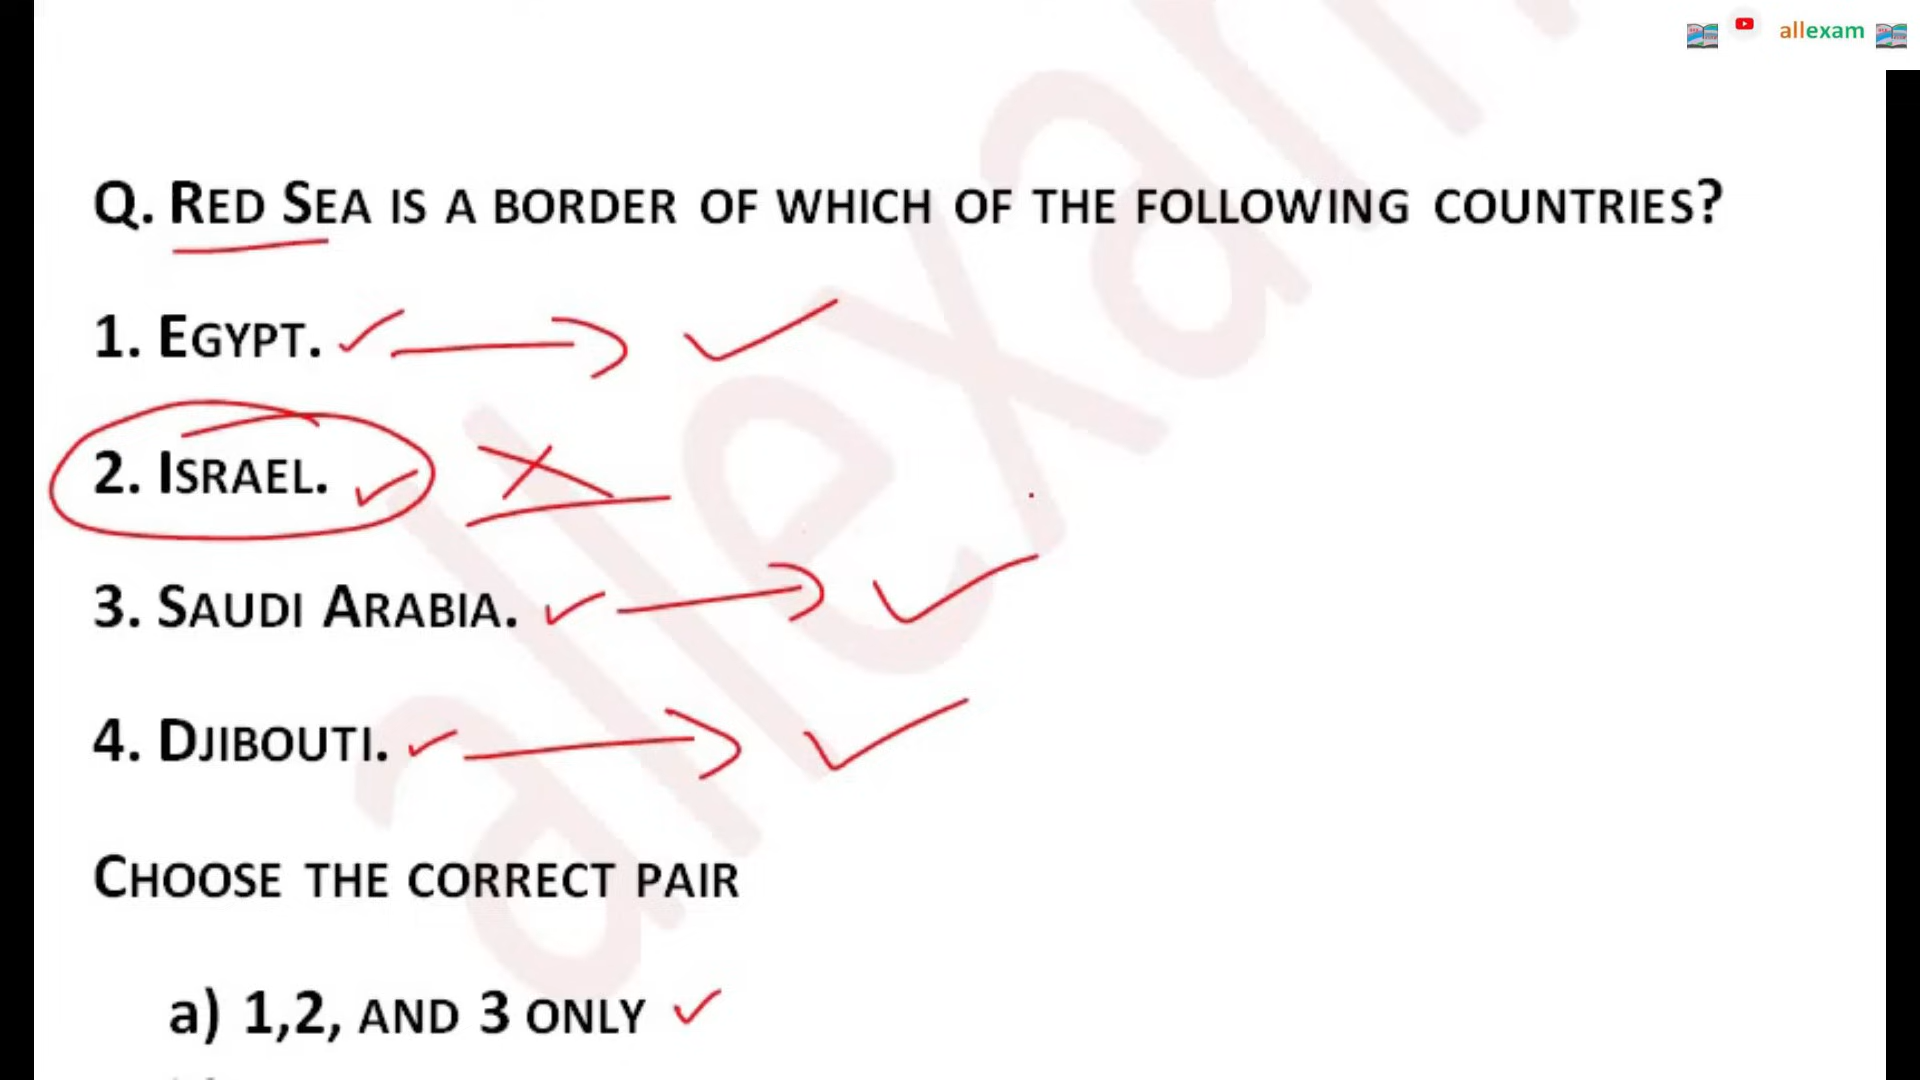 allexam
Q. RED SEA IS A BORDER OF WHICH OF THE FOLLOWING COUNTRIES?
1. EGYPT.
2. ISRAEL.
3. SAUDI ARABIA.
4. DJIBOUTI.
CHOOSE THE CORRECT PAIR
a) 1,2, AND 3 ONLY
allexam